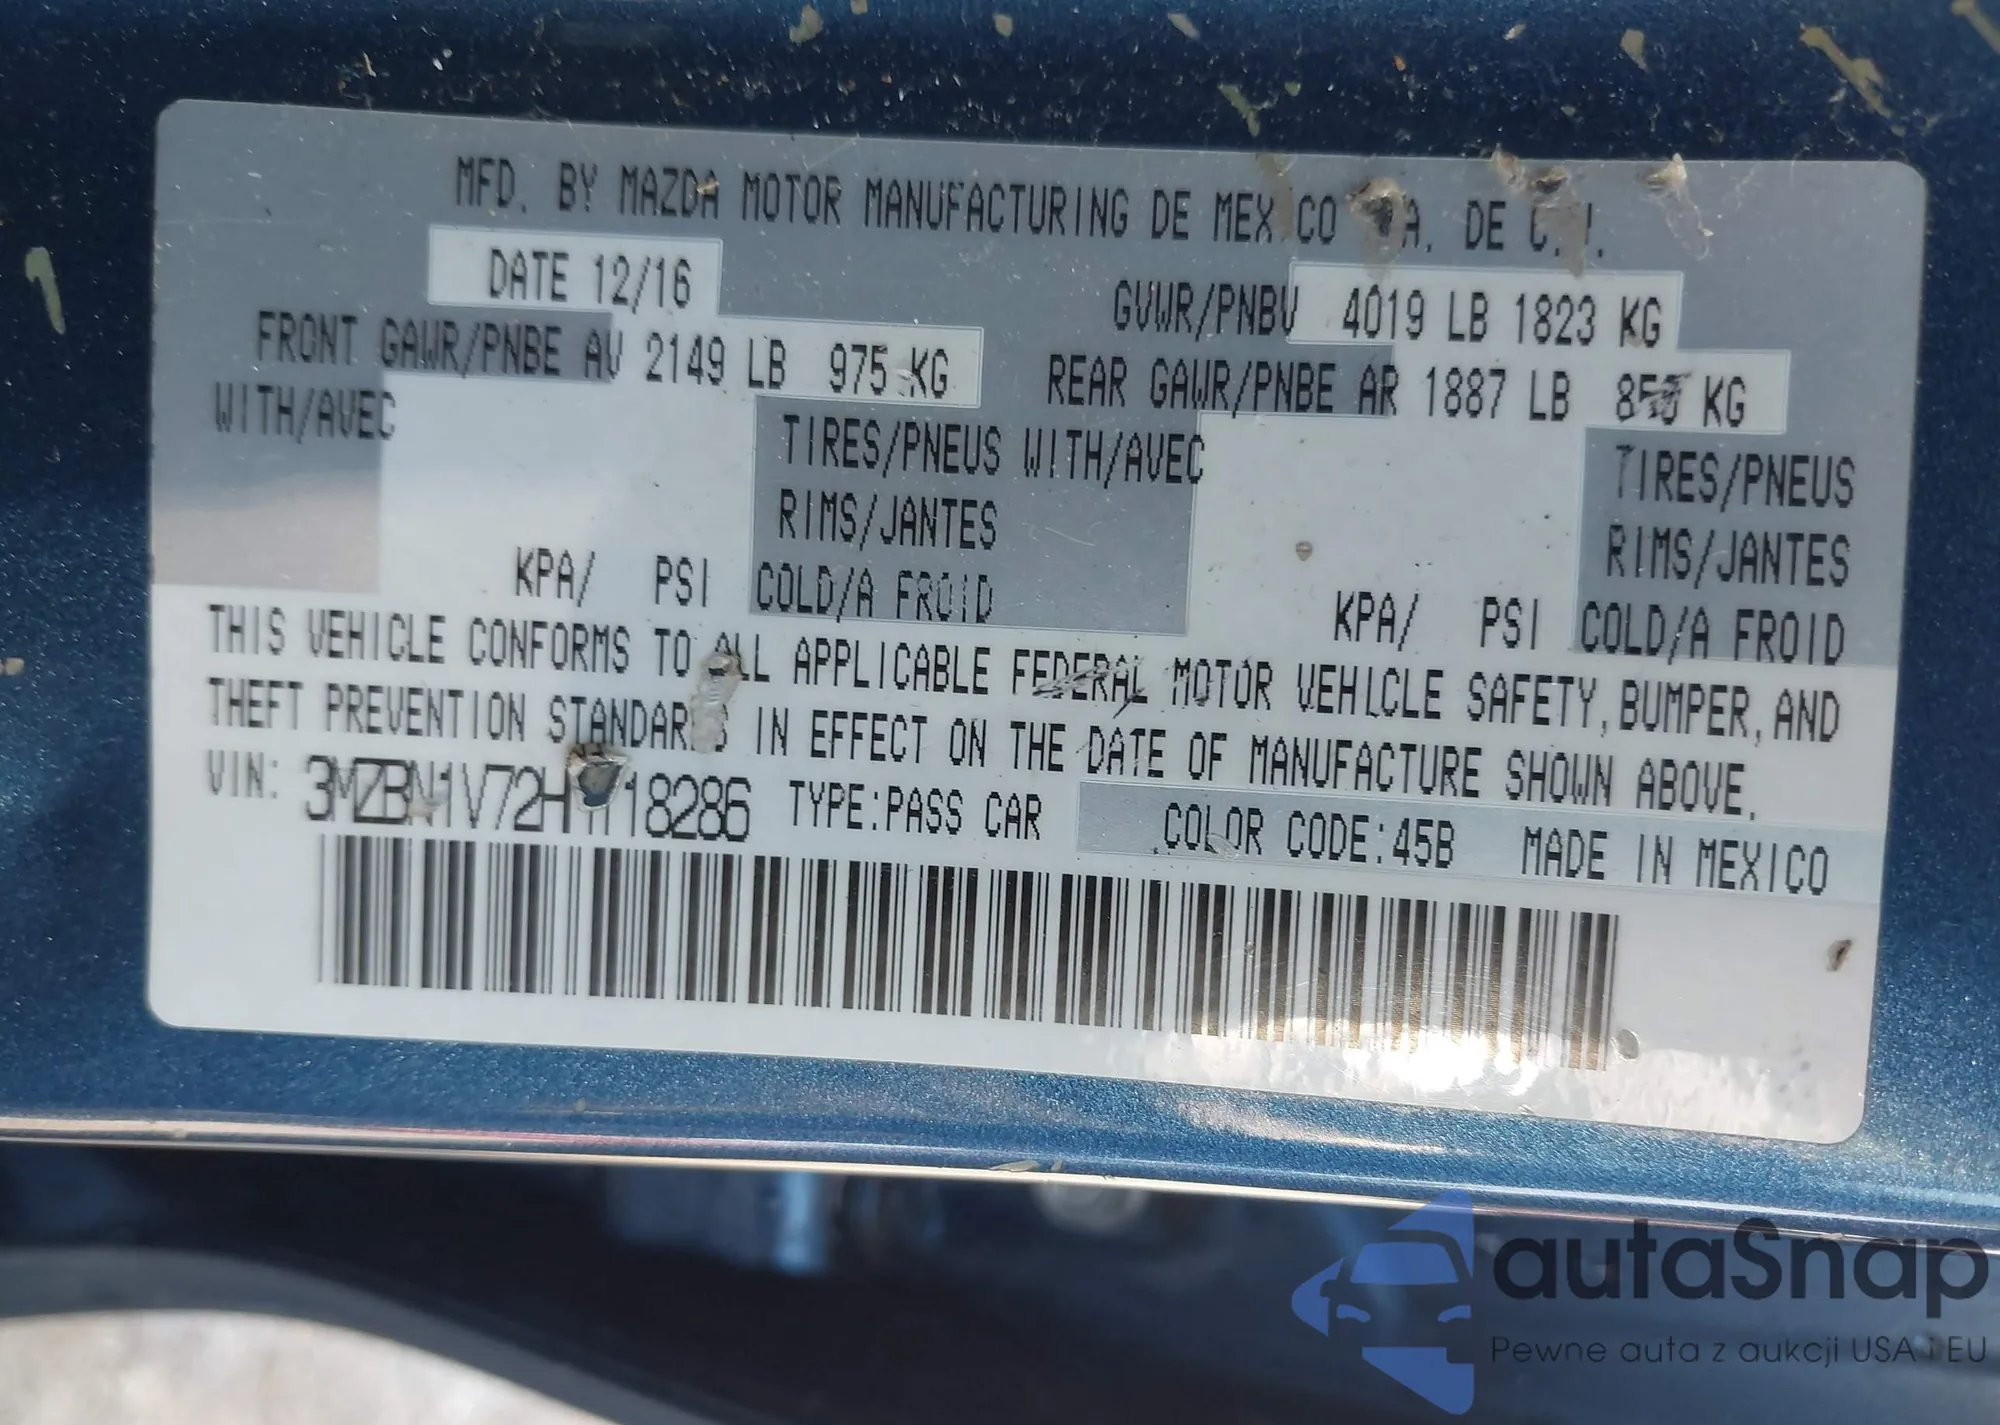 MFD. BY MAZDA MOTOR MANUFACTURING DE MEXICO DE
DATE 12/16
GVWR/PNBV 4019 LB 1823 KG
FRONT GAWR/PNBE AV 2149 LB 975 KG
REAR GAWR/PNBE AR 1887 LB KG
WITH/AVEC
TIRES/PNEUS WITH/AVEC
TIRES/PNEUS
RIMS/JANTES
RIMS/JANTES
KPA/ PSI COLD/A FROID
KPA/ PSI COLD/A FROID
THIS VEHICLE CONFORMS TO ALL APPLICABLE FEDERAL MOTOR VEHICLE SAFETY, BUMPER, AND
THEFT PREVENTION STANDARDS IN EFFECT ON THE DATE OF MANUFACTURE SHOWN ABOVE.
VIN: TYPE:PASS CAR COLOR CODE:45B MADE IN MEXICO
autaSnap
Pewne auta z aukcji USA i EU